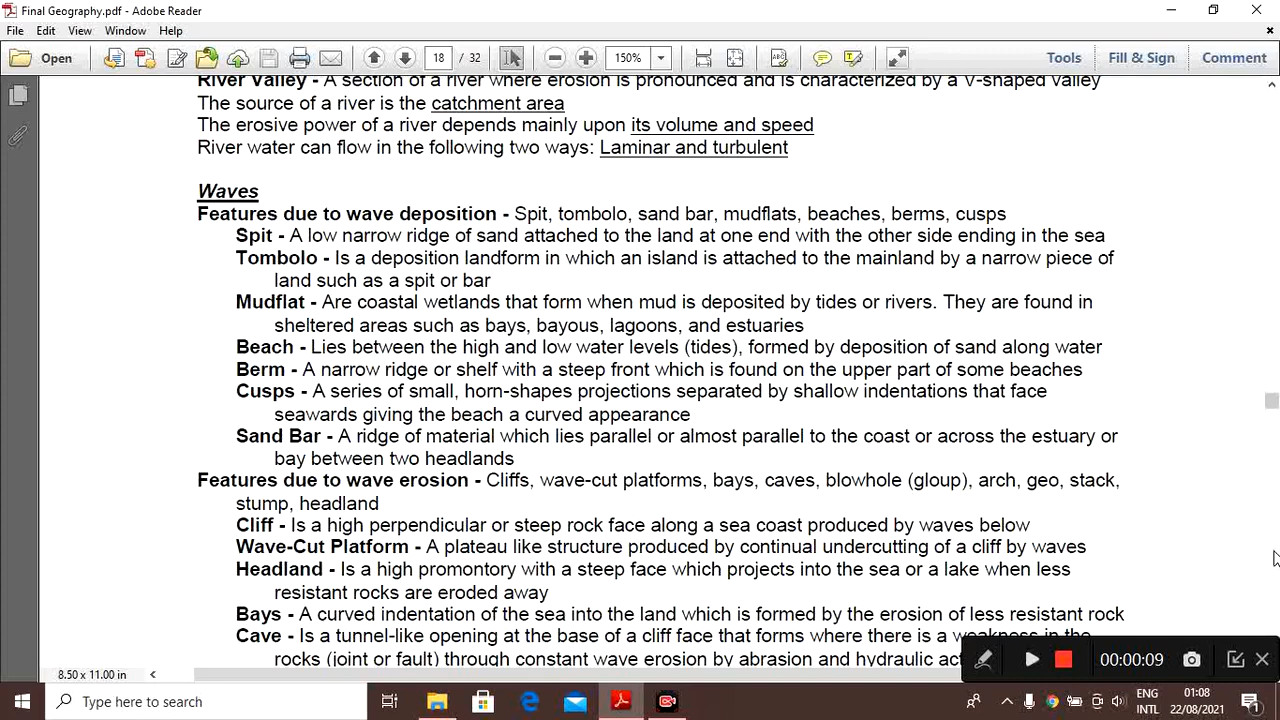 Final Geography.pdf - Adobe Reader
File Edit View Window Help
Open 18 / 32 150% Tools Fill & Sign Comment
River Valley - A section of a river where erosion is pronounced and is characterized by a V-shaped valley
The source of a river is the catchment area
The erosive power of a river depends mainly upon its volume and speed
River water can flow in the following two ways: Laminar and turbulent
Waves
Features due to wave deposition - Spit, tombolo, sand bar, mudflats, beaches, berms, cusps
Spit - A low narrow ridge of sand attached to the land at one end with the other side ending in the sea
Tombolo - Is a deposition landform in which an island is attached to the mainland by a narrow piece of
land such as a spit or bar
Mudflat - Are coastal wetlands that form when mud is deposited by tides or rivers. They are found in
sheltered areas such as bays, bayous, lagoons, and estuaries
Beach - Lies between the high and low water levels (tides), formed by deposition of sand along water
Berm - A narrow ridge or shelf with a steep front which is found on the upper part of some beaches
Cusps - A series of small, horn-shapes projections separated by shallow indentations that face
seawards giving the beach a curved appearance
Sand Bar - A ridge of material which lies parallel or almost parallel to the coast or across the estuary or
bay between two headlands
Features due to wave erosion - Cliffs, wave-cut platforms, bays, caves, blowhole (gloup), arch, geo, stack,
stump, headland
Cliff - Is a high perpendicular or steep rock face along a sea coast produced by waves below
Wave-Cut Platform - A plateau like structure produced by continual undercutting of a cliff by waves
Headland - Is a high promontory with a steep face which projects into the sea or a lake when less
resistant rocks are eroded away
Bays - A curved indentation of the sea into the land which is formed by the erosion of less resistant rock
Cave - Is a tunnel-like opening at the base of a cliff face that forms where there is a weakness in the
rocks (joint or fault) through constant wave erosion by abrasion and hydraulic
00:00:09
8.50 x 11.00 in
Type here to search
ENG
INTL
01:08
22/08/2021
1